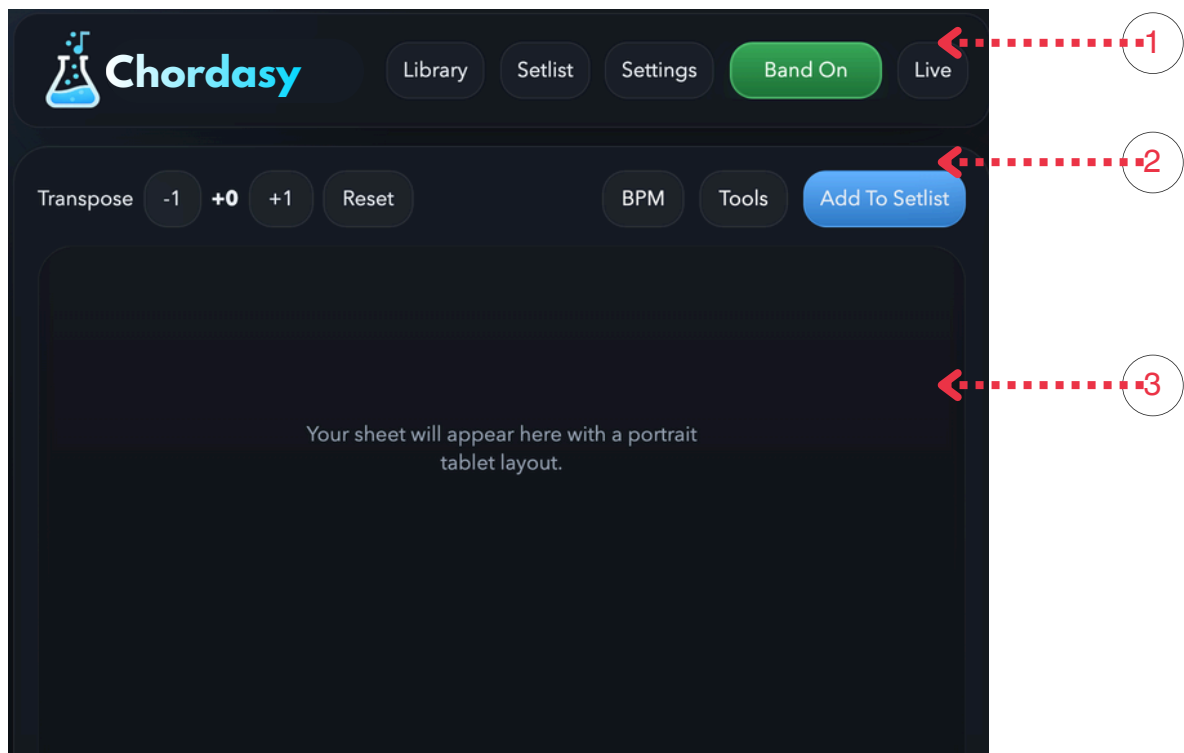 Chordasy Library Setlist Settings Band On Live 1
2
Transpose -1 +0 +1 Reset BPM Tools Add To Setlist
3
Your sheet will appear here with a portrait
tablet layout.